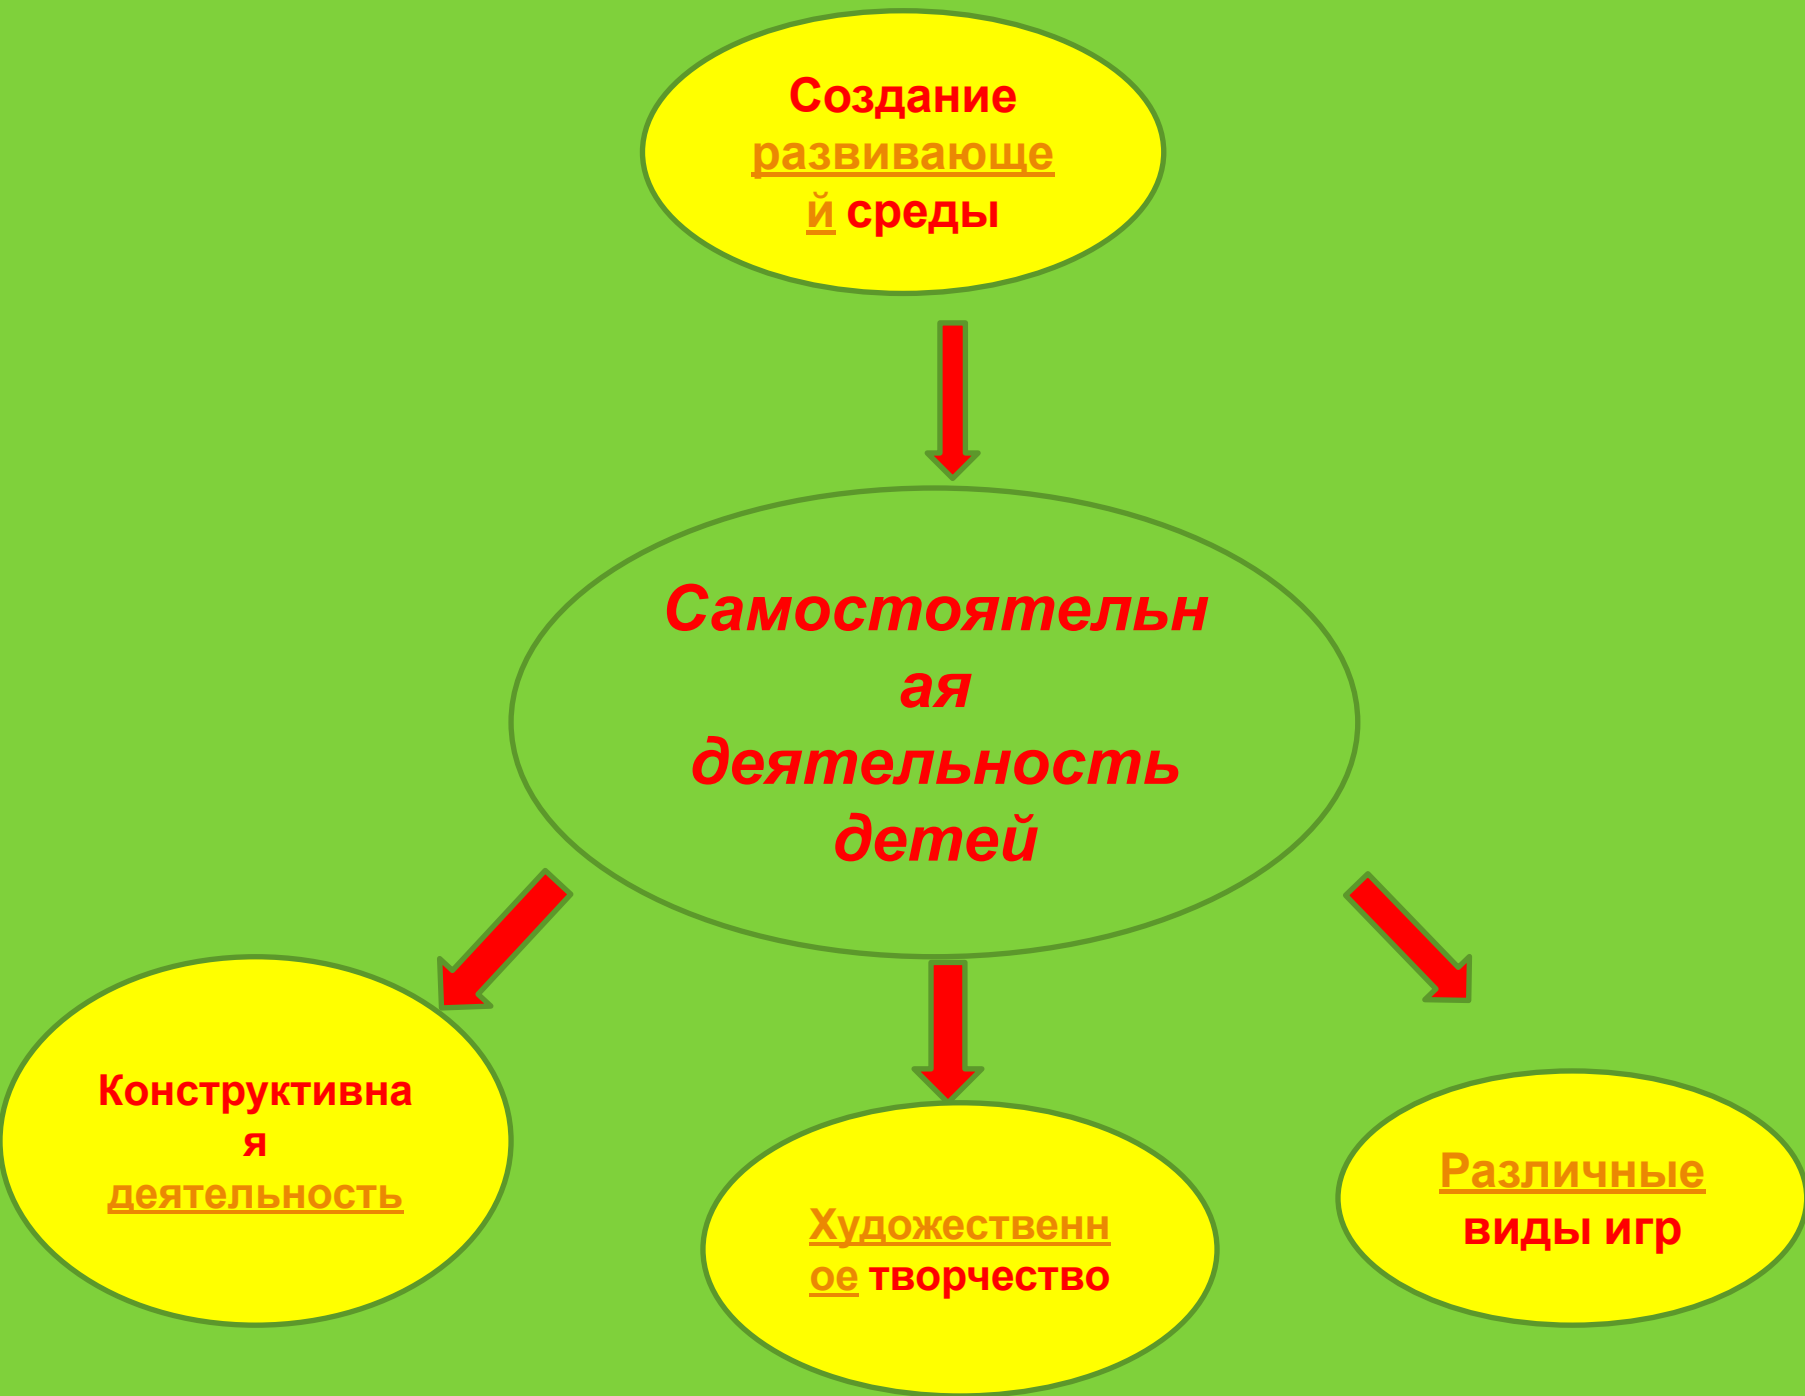 Создание
развивающе
й среды
Самостоятельн
ая
деятельность
детей
Конструктивна
я
деятельность
Художественн
ое творчество
Различные
виды игр